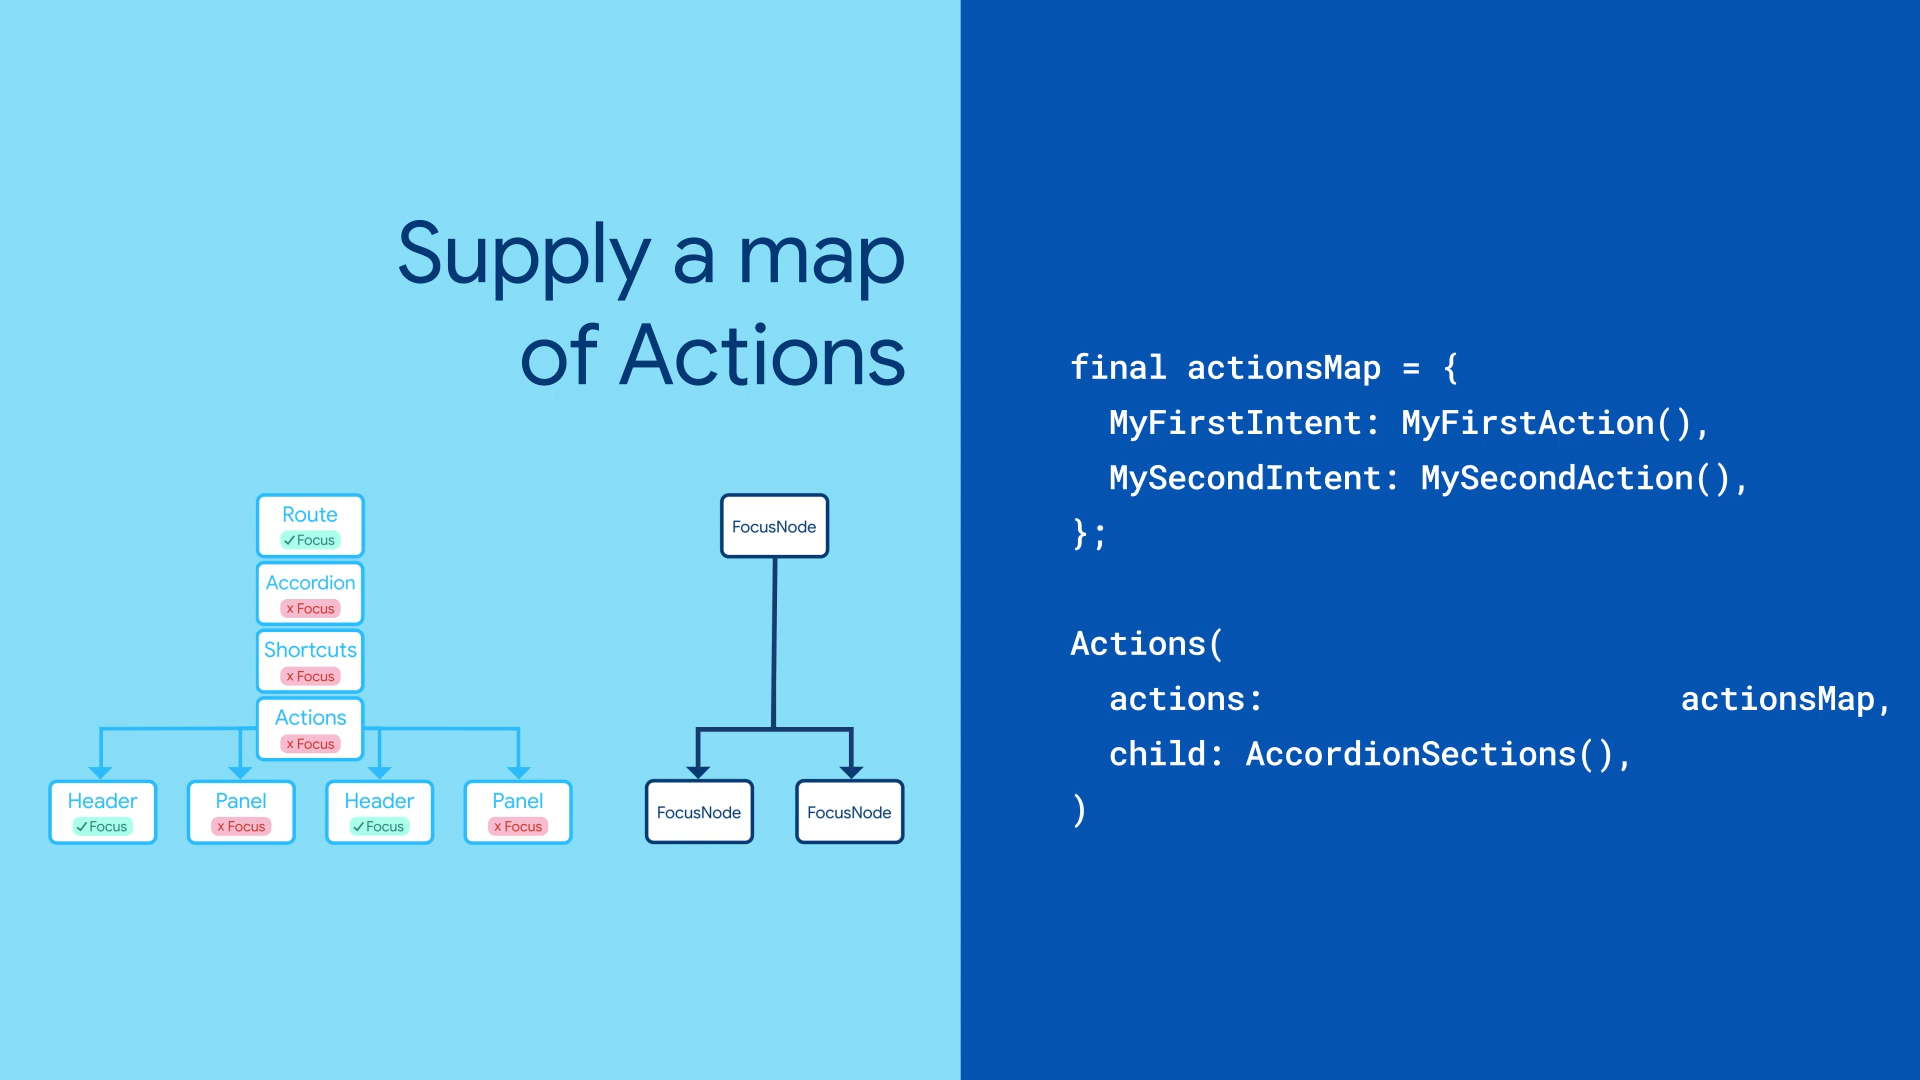 Supply a map
of Actions
Route
✓ Focus
Accordion
x Focus
Shortcuts
x Focus
Actions
x Focus
Header
✓ Focus
Panel
x Focus
Header
✓ Focus
Panel
x Focus
FocusNode
FocusNode
FocusNode
final actionsMap = {
  MyFirstIntent: MyFirstAction(),
  MySecondIntent: MySecondAction(),
};
Actions(
  actions: actionsMap,
  child: AccordionSections(),
)